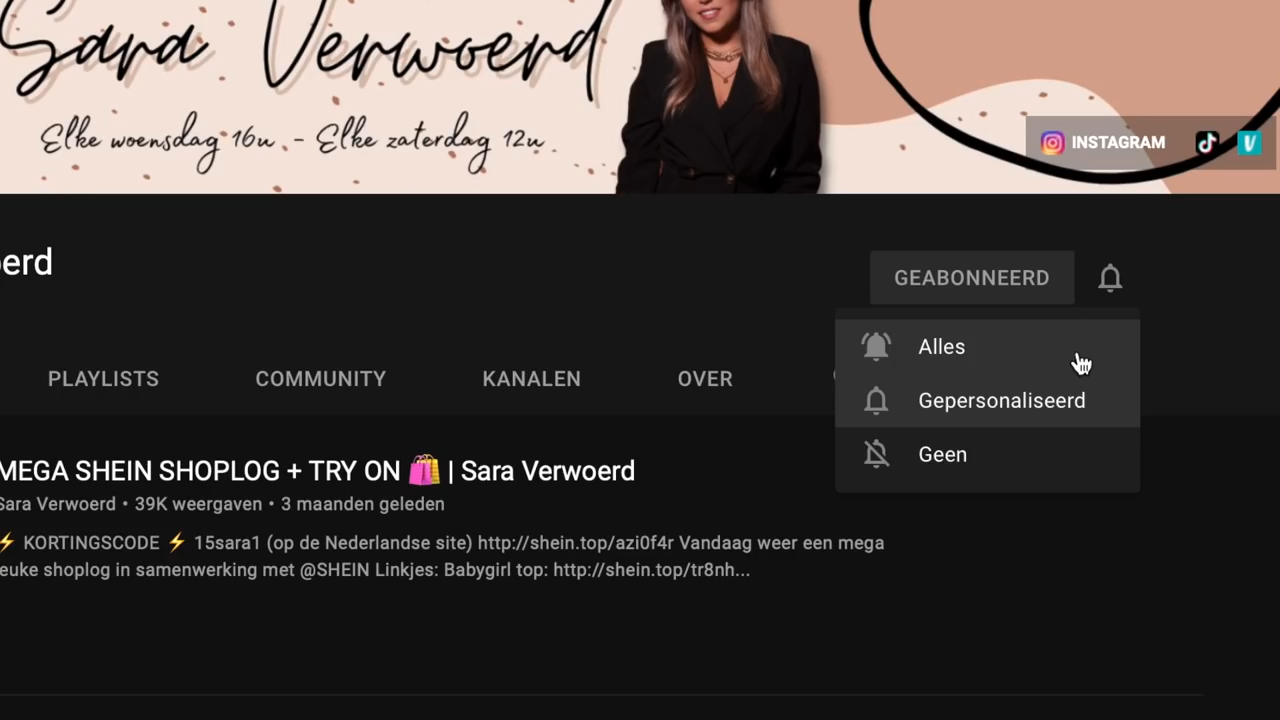 Sara Verwoerd
Elke woensdag 16u. - Elke zaterdag 12u.
INSTAGRAM
erd
GEABONNEERD
Alles
PLAYLISTS COMMUNITY KANALEN OVER
Gepersonaliseerd
Geen
MEGA SHEIN SHOPLOG + TRY ON 🛍️ | Sara Verwoerd
Sara Verwoerd • 39K weergaven • 3 maanden geleden
⚡ KORTINGSCODE ⚡ 15sara1 (op de Nederlandse site) http://shein.top/azi0f4r Vandaag weer een mega
euke shoplog in samenwerking met @SHEIN Linkjes: Babygirl top: http://shein.top/tr8nh...